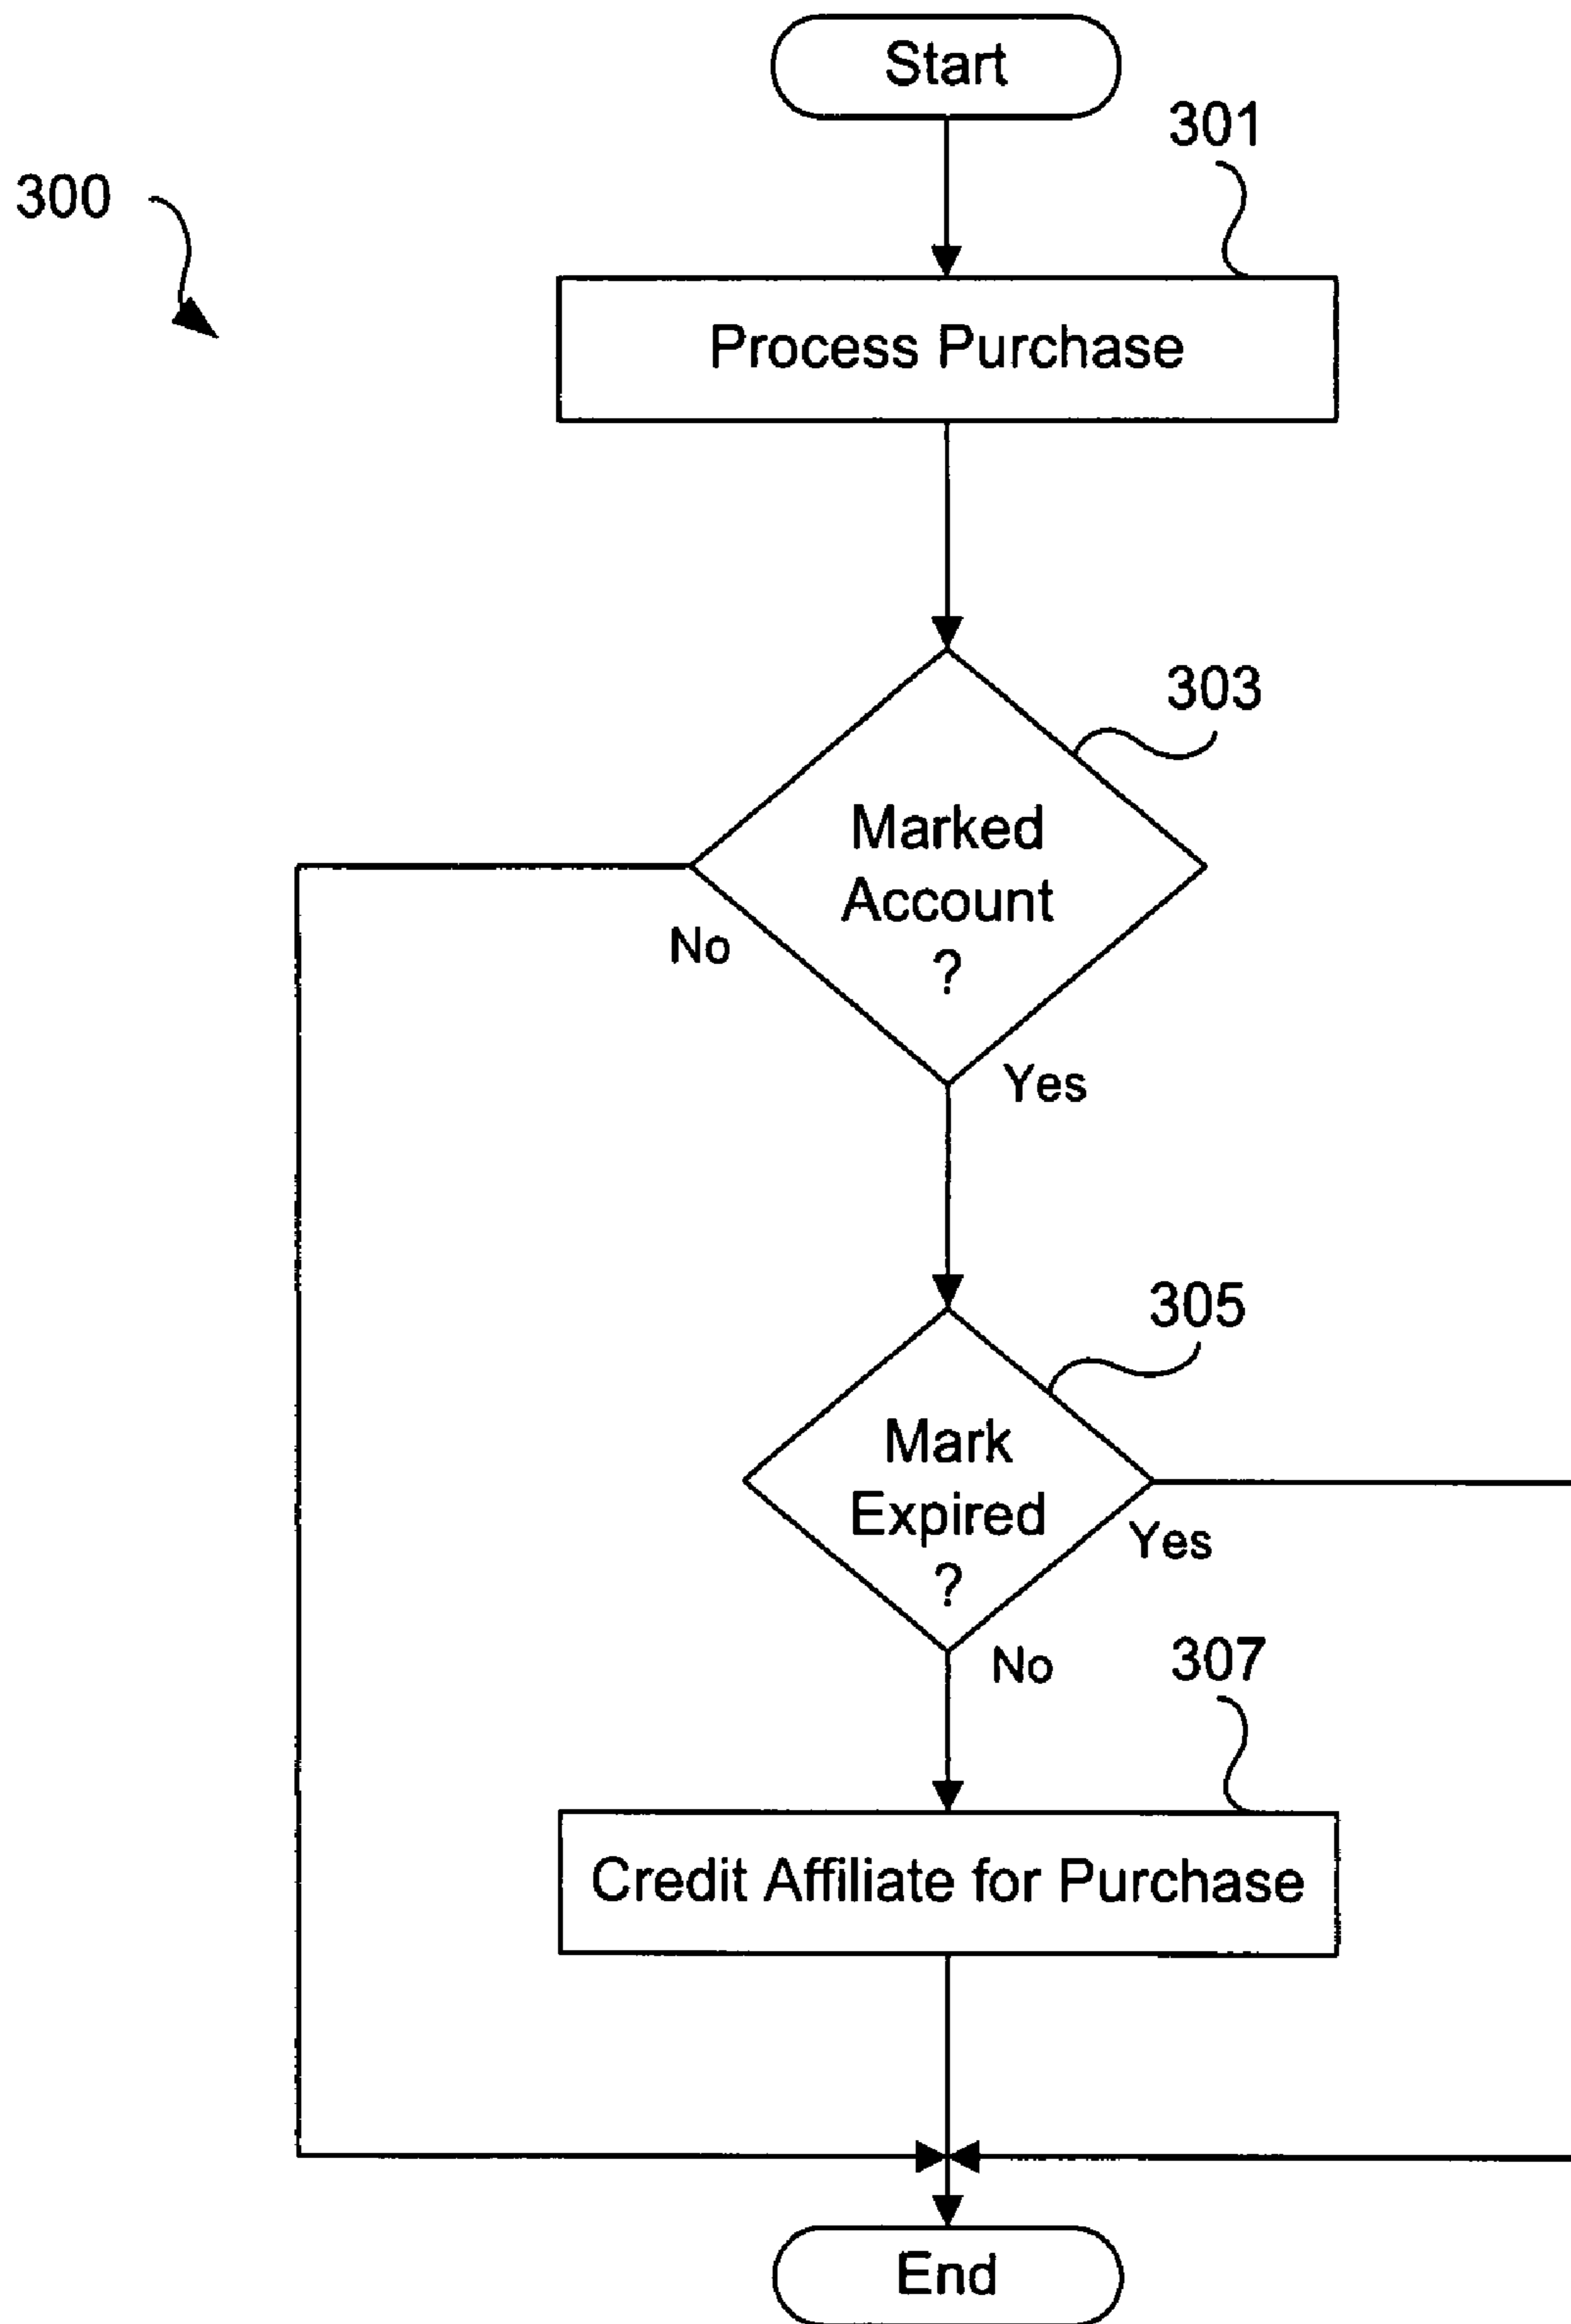 Start
301
300
Process Purchase
303
Marked
Account
?
No
Yes
305
Mark
Expired
?
Yes
No
307
Credit Affiliate for Purchase
End